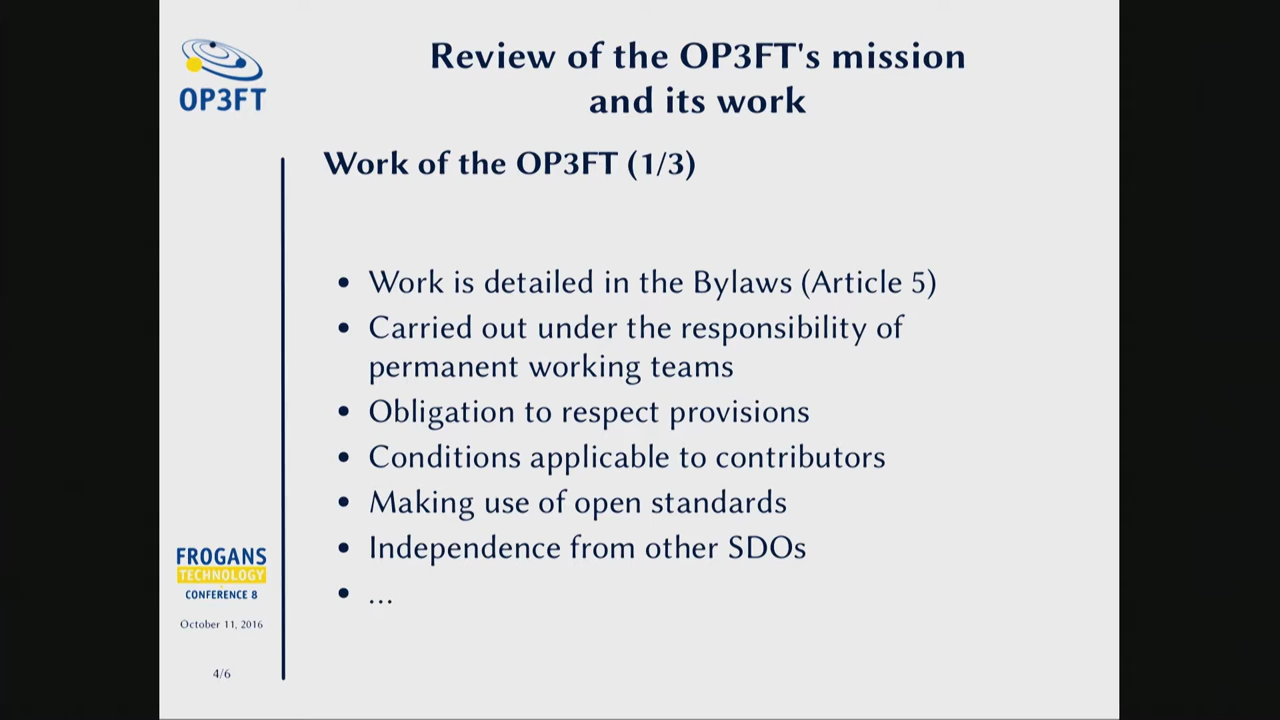 OP3FT
Review of the OP3FT's mission
and its work
Work of the OP3FT (1/3)
• Work is detailed in the Bylaws (Article 5)
• Carried out under the responsibility of
permanent working teams
• Obligation to respect provisions
• Conditions applicable to contributors
• Making use of open standards
• Independence from other SDOs
• ...
FROGANS
TECHNOLOGY
CONFERENCE 8
October 11, 2016
4/6